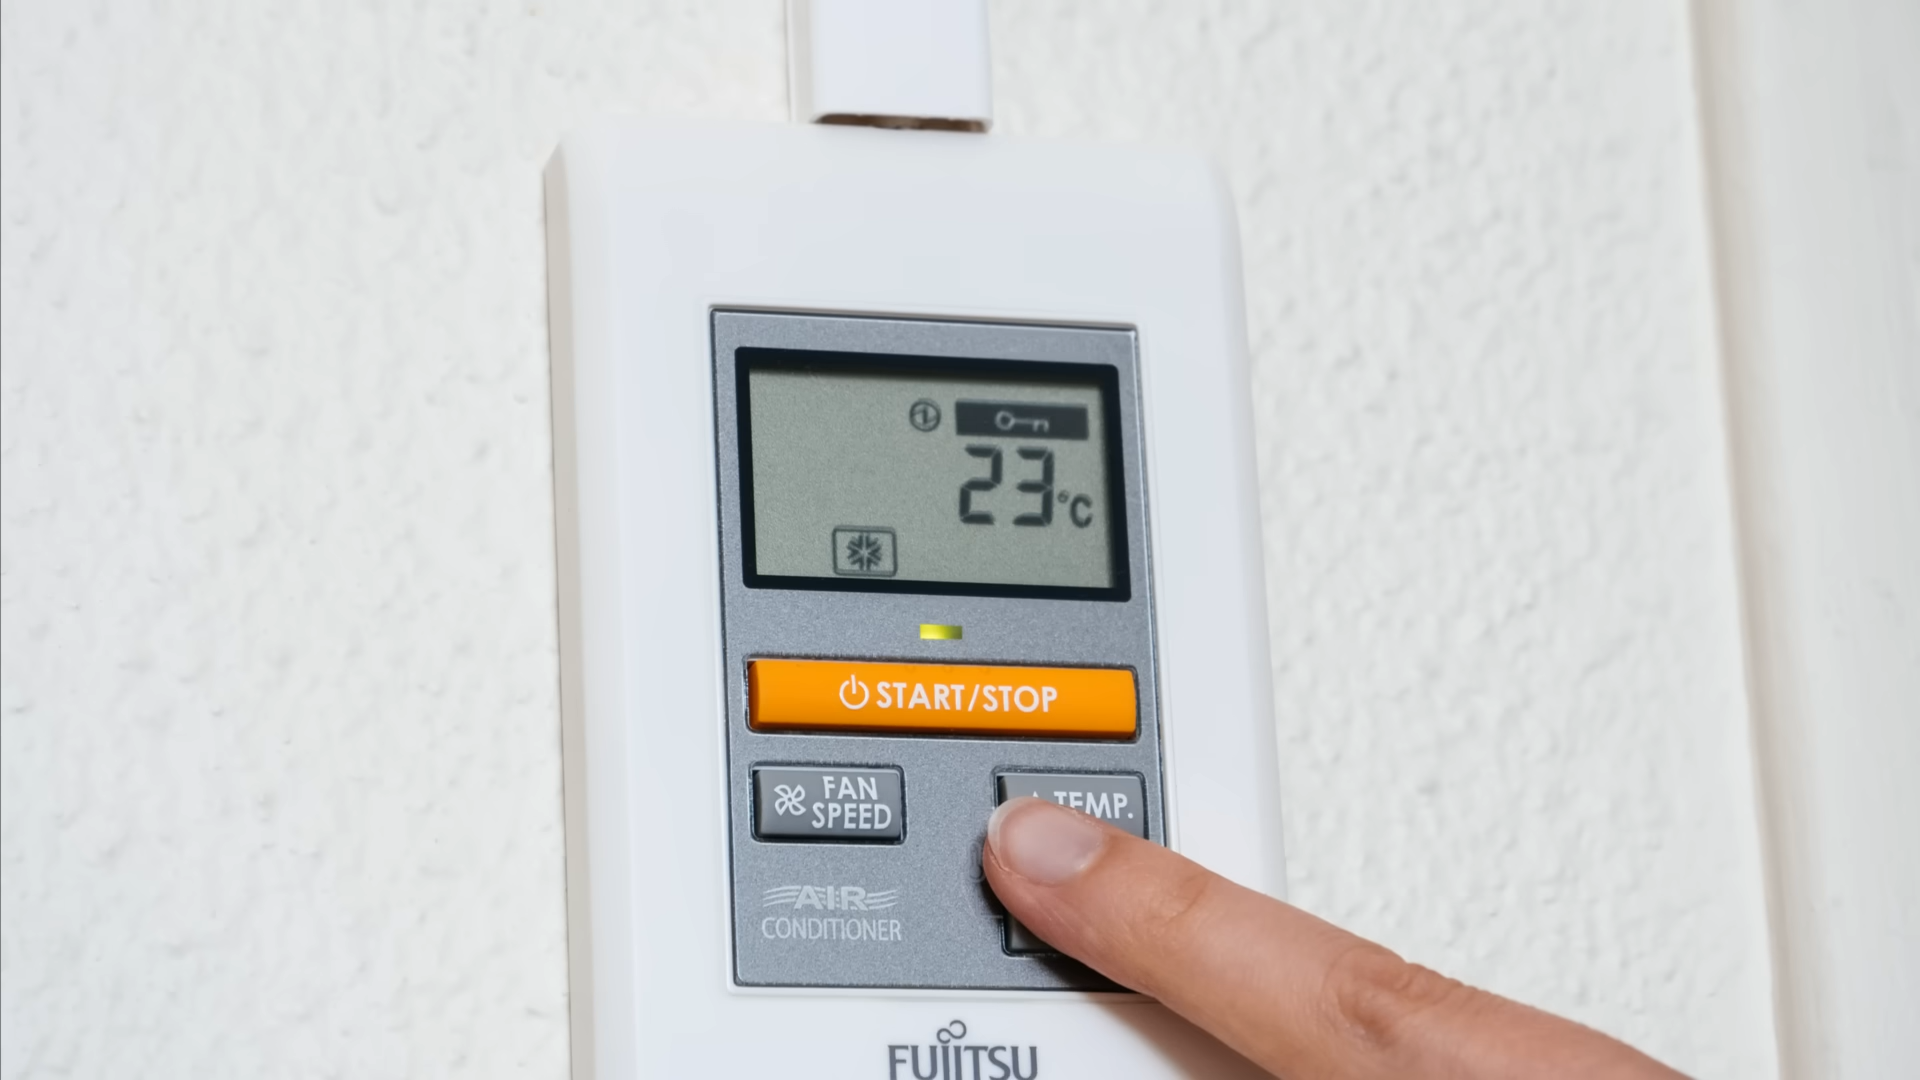 23°C
START/STOP
FAN
SPEED
TEMP.
AIR
CONDITIONER
FUJITSU